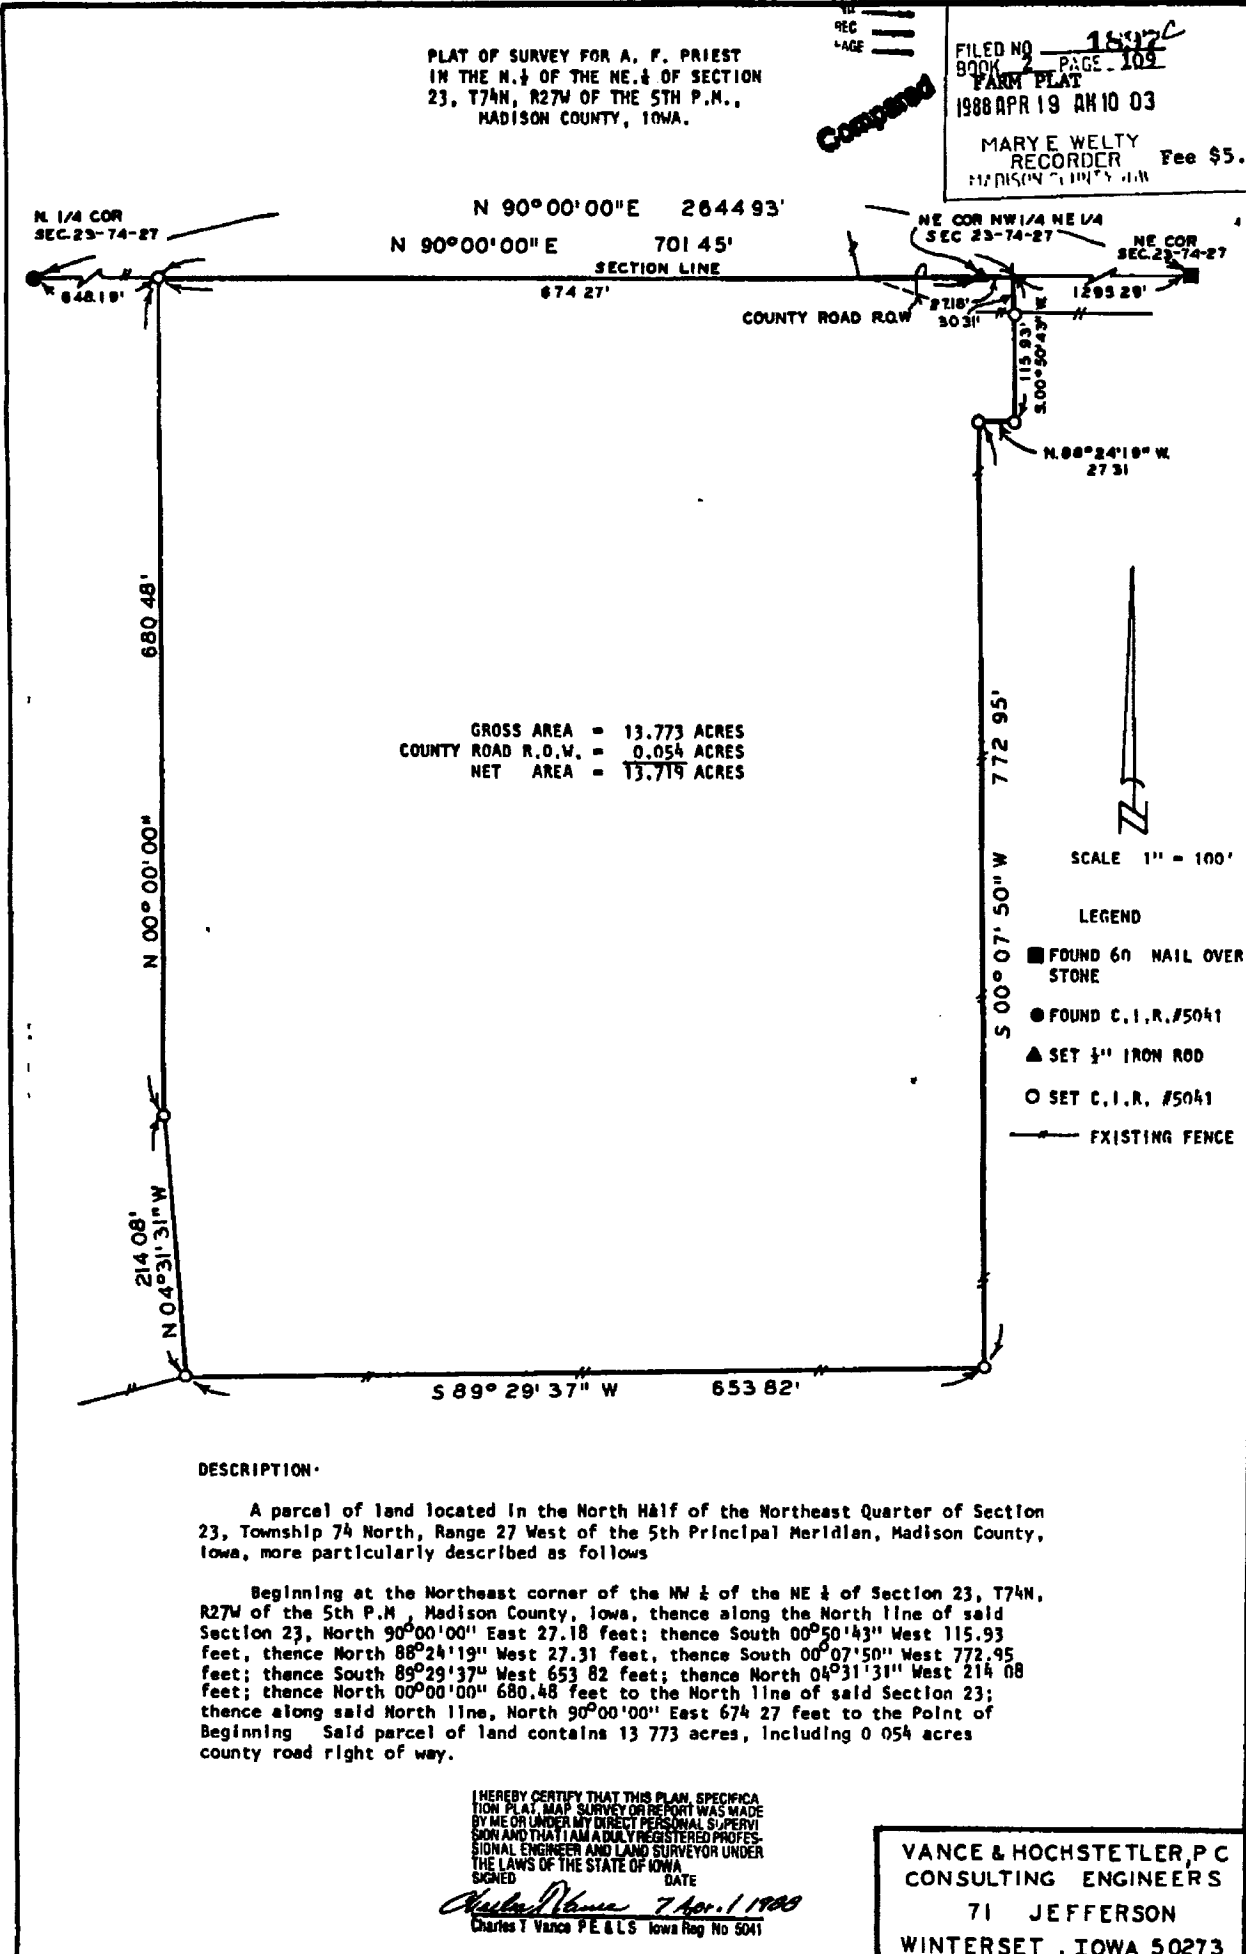 PLAT OF SURVEY FOR A. F. PRIEST
IN THE N.½ OF THE NE.¼ OF SECTION
23, T74N, R27W OF THE 5TH P.M.,
MADISON COUNTY, IOWA.
REC
PAGE
Compared
FILED NO 1897C
BOOK 2 PAGE 109
FARM PLAT
1988 APR 19 AM 10 03
MARY E WELTY
RECORDER
Fee $5.
MADISON COUNTY
N 90°00'00"E 2644 93'
N. 1/4 COR
SEC.23-74-27
NE COR NW 1/4 NE 1/4
SEC 23-74-27
NE COR
SEC.23-74-27
N 90°00'00" E 701 45'
SECTION LINE
648.19'
674 27'
27.18'
30 31'
1295 29'
COUNTY ROAD R.O.W
115 93'
S.00°50'43" W.
N.88°24'19" W.
27 31
680 48'
N 00° 00' 00"
772 95'
S 00° 07' 50" W
GROSS AREA = 13.773 ACRES
COUNTY ROAD R.O.W. = 0.054 ACRES
NET AREA = 13.719 ACRES
N
SCALE 1" = 100'
LEGEND
FOUND 60 NAIL OVER
STONE
FOUND C.I.R.#5041
SET ½" IRON ROD
SET C.I.R. #5041
EXISTING FENCE
214 08'
N 04°31'31" W
S 89° 29' 37" W 653 82'
DESCRIPTION.
A parcel of land located in the North Half of the Northeast Quarter of Section
23, Township 74 North, Range 27 West of the 5th Principal Meridian, Madison County,
Iowa, more particularly described as follows
Beginning at the Northeast corner of the NW ¼ of the NE ¼ of Section 23, T74N,
R27W of the 5th P.M , Madison County, Iowa, thence along the North line of said
Section 23, North 90°00'00" East 27.18 feet; thence South 00°50'43" West 115.93
feet, thence North 88°24'19" West 27.31 feet, thence South 00°07'50" West 772.95
feet; thence South 89°29'37" West 653 82 feet; thence North 04°31'31" West 214 08
feet; thence North 00°00'00" 680.48 feet to the North line of said Section 23;
thence along said North line, North 90°00'00" East 674 27 feet to the Point of
Beginning Said parcel of land contains 13 773 acres, including 0 054 acres
county road right of way.
I HEREBY CERTIFY THAT THIS PLAN, SPECIFICA
TION PLAT, MAP SURVEY OR REPORT WAS MADE
BY ME OR UNDER MY DIRECT PERSONAL SUPERVI
SION AND THAT I AM A DULY REGISTERED PROFES-
SIONAL ENGINEER AND LAND SURVEYOR UNDER
THE LAWS OF THE STATE OF IOWA
SIGNED DATE
Charles T Vance 7 Apr. 1 1988
Charles T Vance P E & L S Iowa Reg No 5041
VANCE & HOCHSTETLER, P C
CONSULTING ENGINEERS
71 JEFFERSON
WINTERSET , IOWA 50273